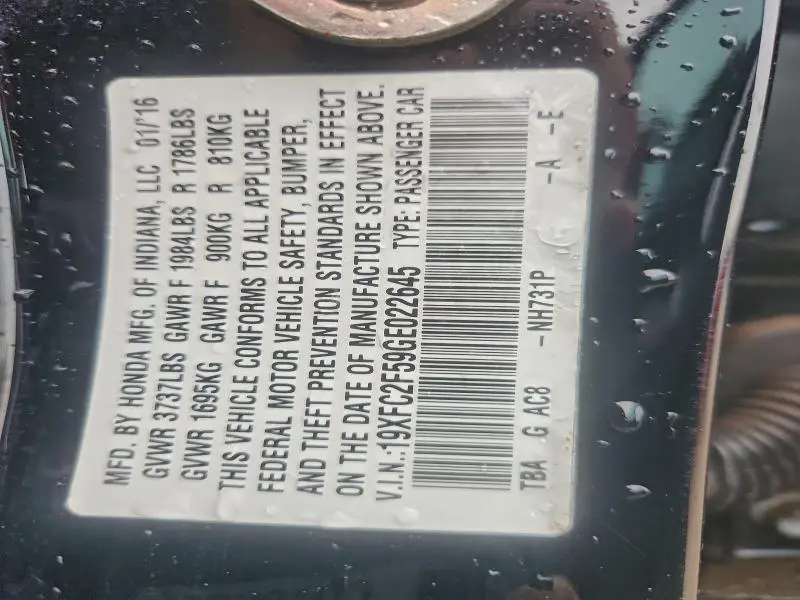 MFD. BY HONDA MFG. OF INDIANA, LLC 01/16
GVWR 3737LBS GAWR F 1984LBS R 1786LBS
GVWR 1695KG GAWR F 900KG R 810KG
THIS VEHICLE CONFORMS TO ALL APPLICABLE
FEDERAL MOTOR VEHICLE SAFETY, BUMPER,
AND THEFT PREVENTION STANDARDS IN EFFECT
ON THE DATE OF MANUFACTURE SHOWN ABOVE.
V.I.N.:19XFC2F59GE022645 TYPE: PASSENGER CAR
TBA G AC8 -NH731P -A -E